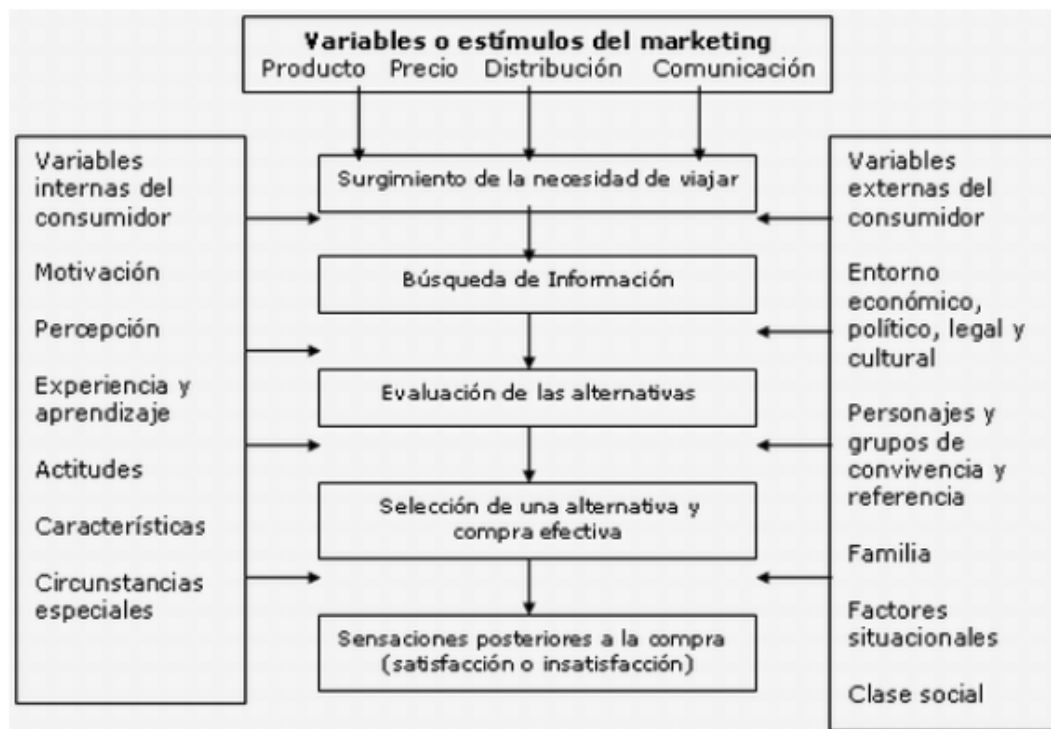 Variables o estímulos del marketing
Producto Precio Distribución Comunicación
Variables
internas del
consumidor
Motivación
Percepción
Experiencia y
aprendizaje
Actitudes
Características
Circunstancias
especiales
Surgimiento de la necesidad de viajar
Búsqueda de Información
Evaluación de las alternativas
Selección de una alternativa y
compra efectiva
Sensaciones posteriores a la compra
(satisfacción o insatisfacción)
Variables
externas del
consumidor
Entorno
económico,
político, legal y
cultural
Personajes y
grupos de
convivencia y
referencia
Familia
Factores
situacionales
Clase social